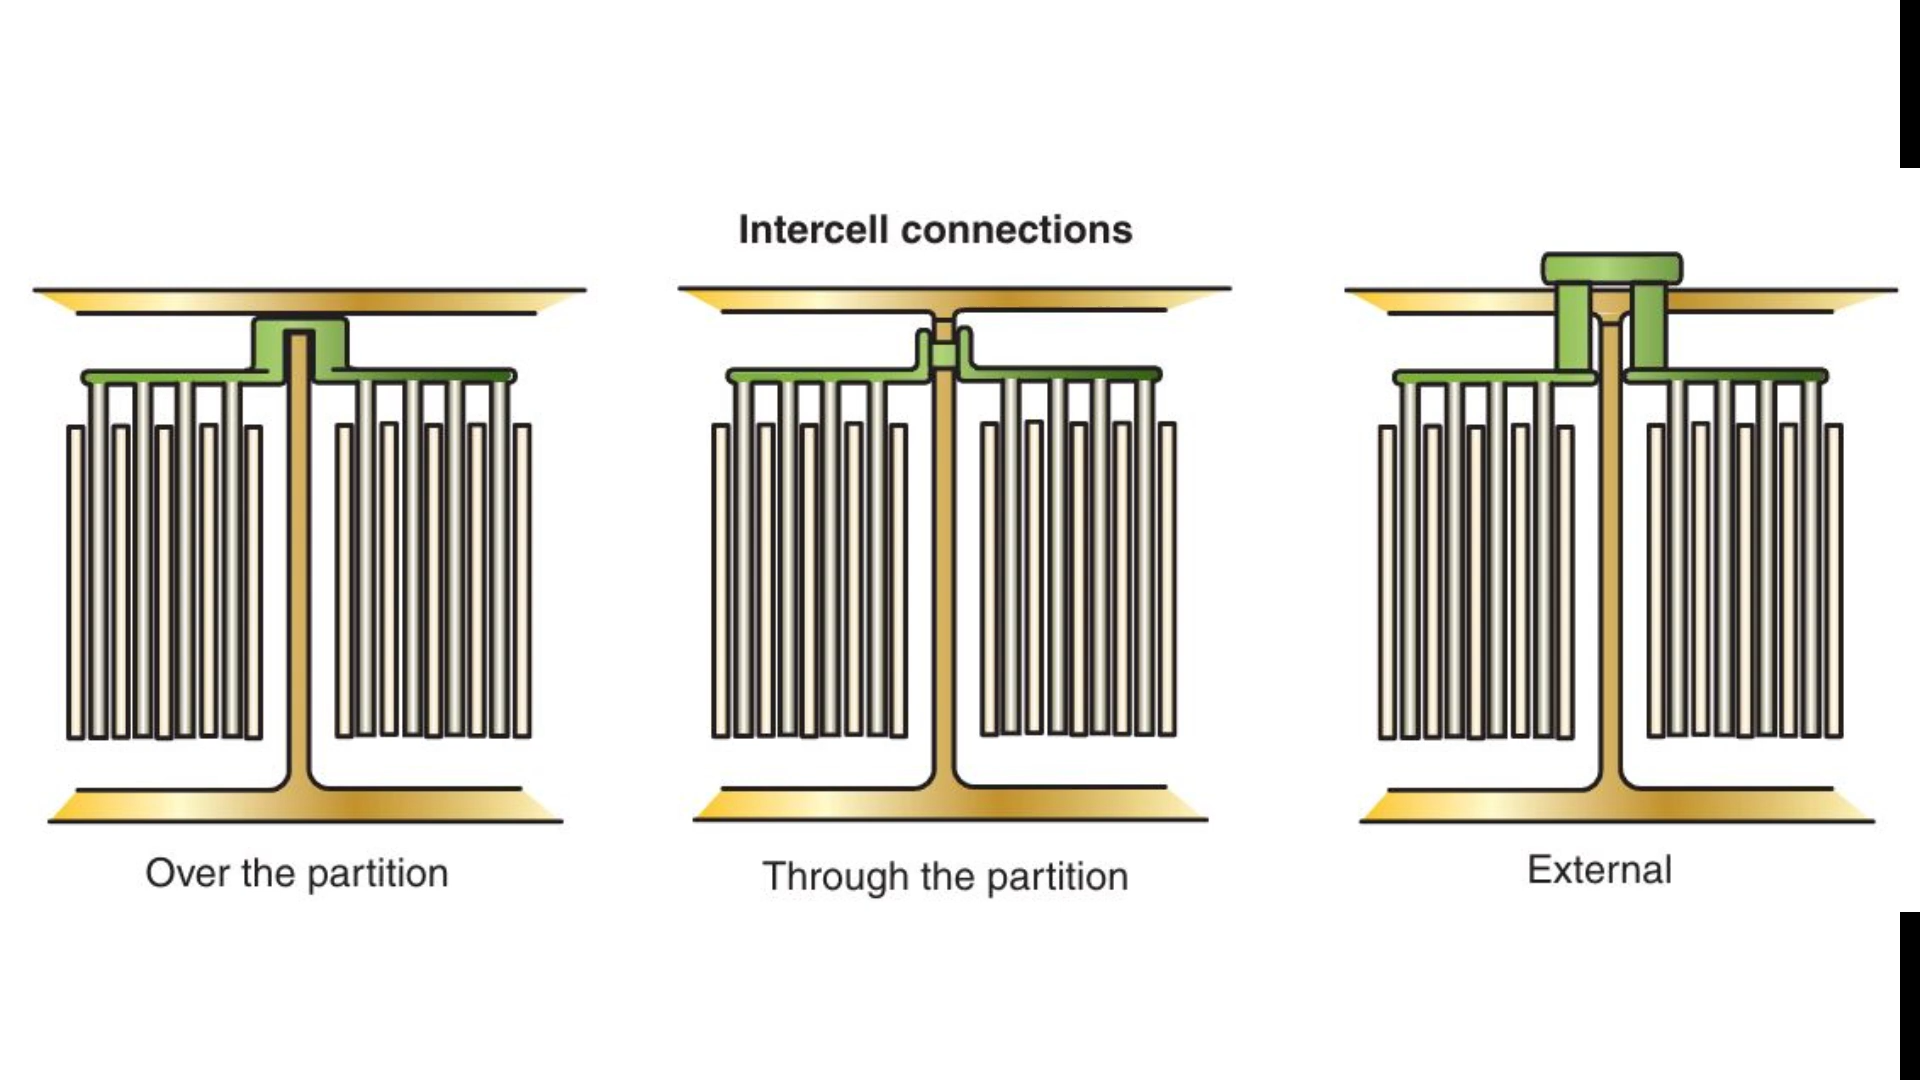 Intercell connections
Over the partition
Through the partition
External